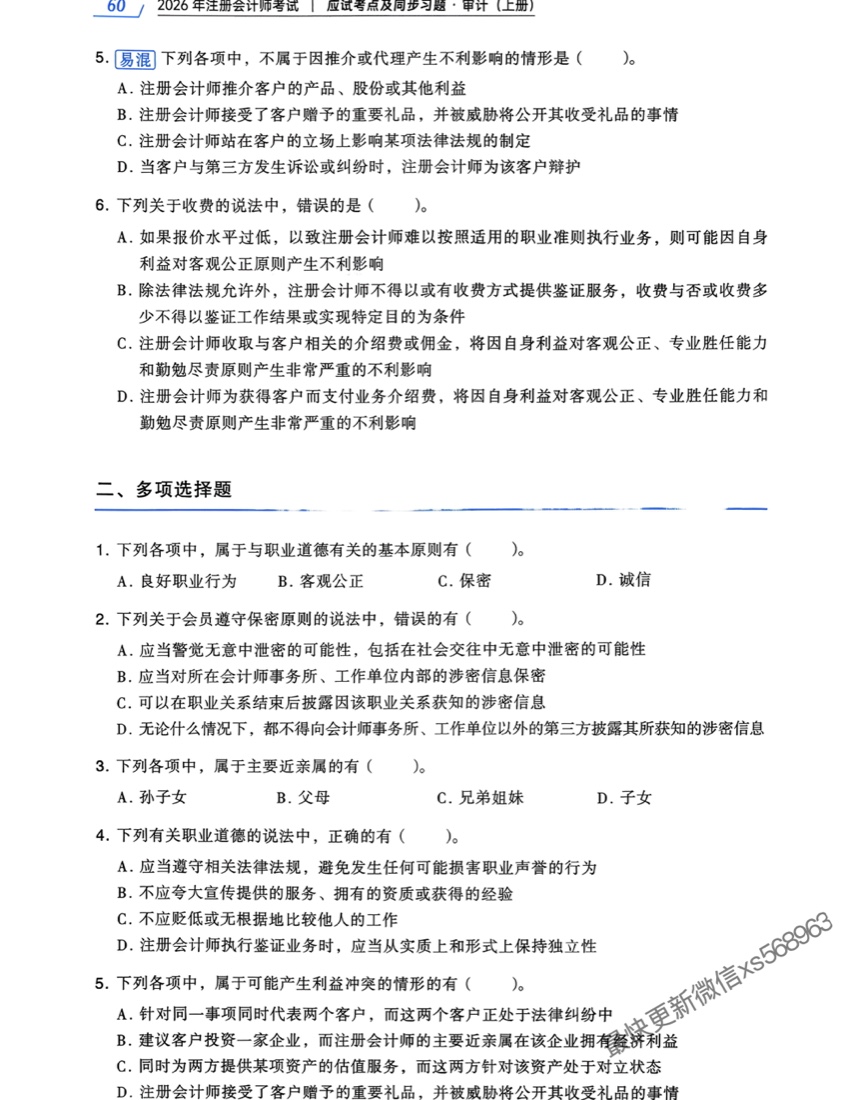 60 2026 年注册会计师考试 | 应试考点及同步习题·审计（上册）
5. 易混 下列各项中，不属于因推介或代理产生不利影响的情形是（ ）。
A. 注册会计师推介客户的产品、股份或其他利益
B. 注册会计师接受了客户赠予的重要礼品，并被威胁将公开其收受礼品的事情
C. 注册会计师站在客户的立场上影响某项法律法规的制定
D. 当客户与第三方发生诉讼或纠纷时，注册会计师为该客户辩护
6. 下列关于收费的说法中，错误的是（ ）。
A. 如果报价水平过低，以致注册会计师难以按照适用的职业准则执行业务，则可能因自身
利益对客观公正原则产生不利影响
B. 除法律法规允许外，注册会计师不得以或有收费方式提供鉴证服务，收费与否或收费多
少不得以鉴证工作结果或实现特定目的为条件
C. 注册会计师收取与客户相关的介绍费或佣金，将因自身利益对客观公正、专业胜任能力
和勤勉尽责原则产生非常严重的不利影响
D. 注册会计师为获得客户而支付业务介绍费，将因自身利益对客观公正、专业胜任能力和
勤勉尽责原则产生非常严重的不利影响
二、多项选择题
1. 下列各项中，属于与职业道德有关的基本原则有（ ）。
A. 良好职业行为 B. 客观公正 C. 保密 D. 诚信
2. 下列关于会员遵守保密原则的说法中，错误的有（ ）。
A. 应当警觉无意中泄密的可能性，包括在社会交往中无意中泄密的可能性
B. 应当对所在会计师事务所、工作单位内部的涉密信息保密
C. 可以在职业关系结束后披露因该职业关系获知的涉密信息
D. 无论什么情况下，都不得向会计师事务所、工作单位以外的第三方披露其所获知的涉密信息
3. 下列各项中，属于主要近亲属的有（ ）。
A. 孙子女 B. 父母 C. 兄弟姐妹 D. 子女
4. 下列有关职业道德的说法中，正确的有（ ）。
A. 应当遵守相关法律法规，避免发生任何可能损害职业声誉的行为
B. 不应夸大宣传提供的服务、拥有的资质或获得的经验
C. 不应贬低或无根据地比较他人的工作
D. 注册会计师执行鉴证业务时，应当从实质上和形式上保持独立性
5. 下列各项中，属于可能产生利益冲突的情形的有（ ）。
A. 针对同一事项同时代表两个客户，而这两个客户正处于法律纠纷中
B. 建议客户投资一家企业，而注册会计师的主要近亲属在该企业拥有经济利益
C. 同时为两方提供某项资产的估值服务，而这两方针对该资产处于对立状态
D. 注册会计师接受了客户赠予的重要礼品，并被威胁将公开其收受礼品的事情
最快更新微信xs568963